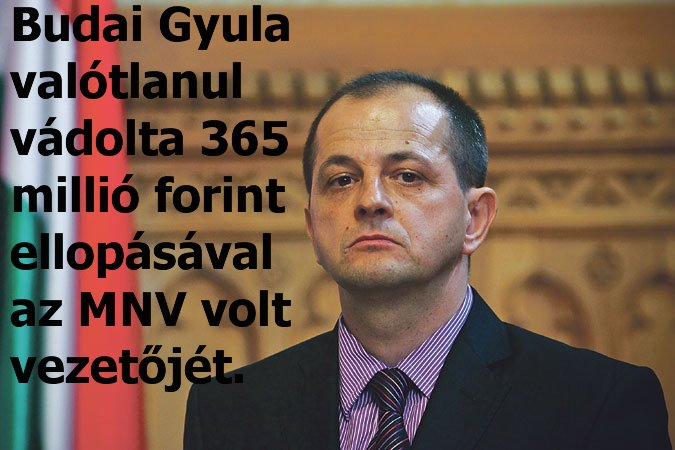 Budai Gyula
valótlanul
vádolta 365
millió forint
ellopásával
az MNV volt
vezetőjét.